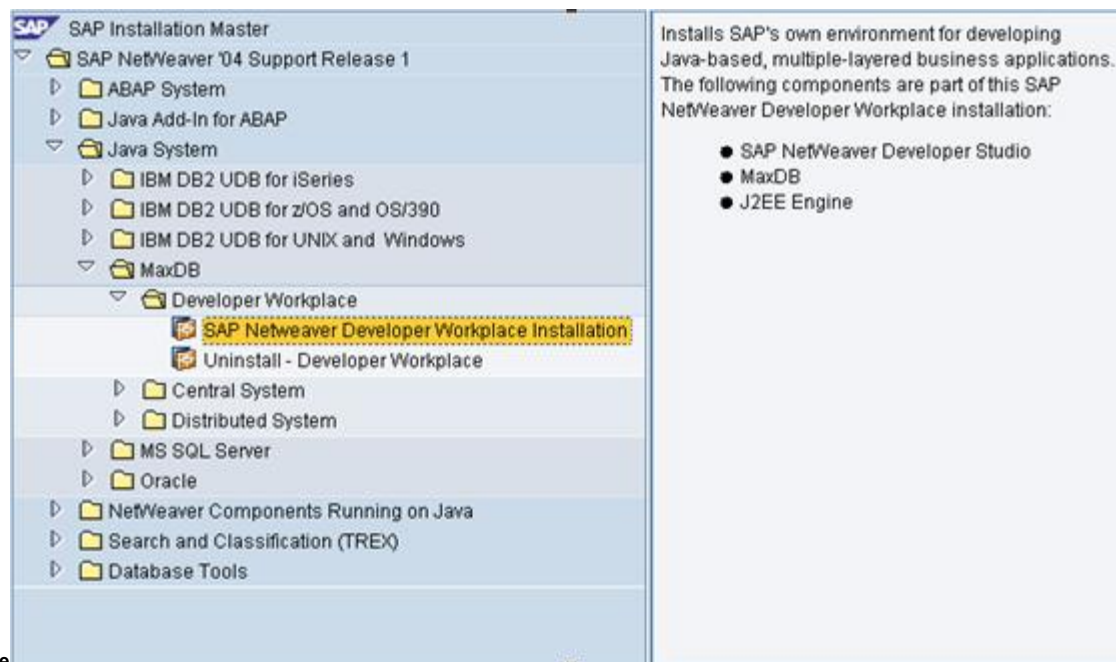 SAP SAP Installation Master
SAP NetWeaver '04 Support Release 1
ABAP System
Java Add-In for ABAP
Java System
IBM DB2 UDB for iSeries
IBM DB2 UDB for z/OS and OS/390
IBM DB2 UDB for UNIX and Windows
MaxDB
Developer Workplace
SAP Netweaver Developer Workplace Installation
Uninstall - Developer Workplace
Central System
Distributed System
MS SQL Server
Oracle
NetWeaver Components Running on Java
Search and Classification (TREX)
Database Tools
Installs SAP's own environment for developing
Java-based, multiple-layered business applications.
The following components are part of this SAP
NetWeaver Developer Workplace installation:
● SAP NetWeaver Developer Studio
● MaxDB
● J2EE Engine
e